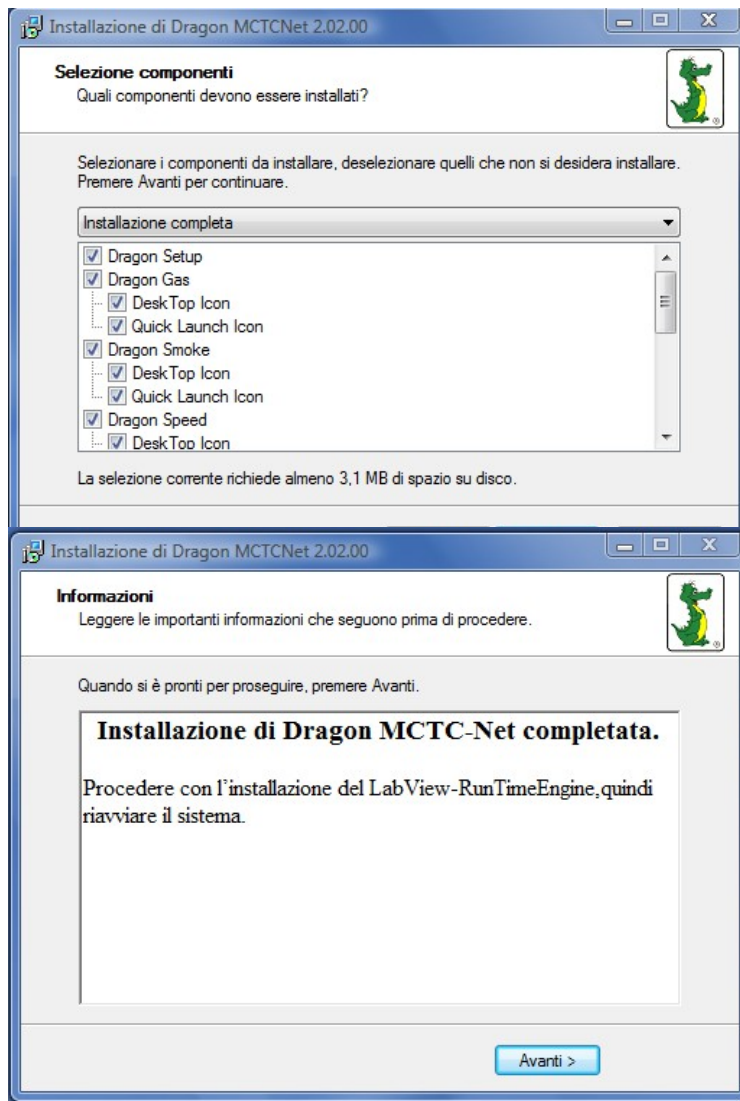 Installazione di Dragon MCTCNet 2.02.00
Selezione componenti
Quali componenti devono essere installati?
Selezionare i componenti da installare, deselezionare quelli che non si desidera installare.
Premere Avanti per continuare.
Installazione completa
Dragon Setup
Dragon Gas
DeskTop Icon
Quick Launch Icon
Dragon Smoke
DeskTop Icon
Quick Launch Icon
Dragon Speed
DeskTop Icon
La selezione corrente richiede almeno 3,1 MB di spazio su disco.
Installazione di Dragon MCTCNet 2.02.00
Informazioni
Leggere le importanti informazioni che seguono prima di procedere.
Quando si è pronti per proseguire, premere Avanti.
Installazione di Dragon MCTC-Net completata.
Procedere con l'installazione del LabView-RunTimeEngine,quindi
riavviare il sistema.
Avanti >